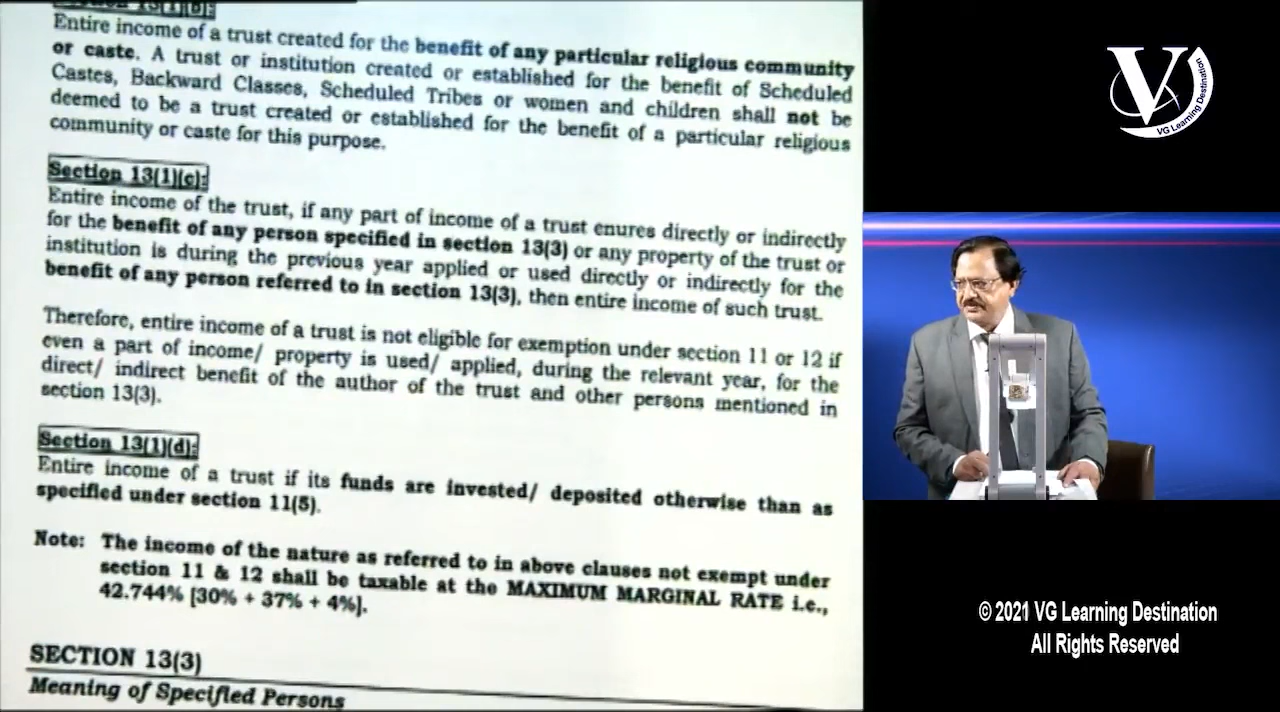 Section 13(1)(b):
Entire income of a trust created for the benefit of any particular religious community
or caste. A trust or institution created or established for the benefit of Scheduled
Castes, Backward Classes, Scheduled Tribes or women and children shall not be
deemed to be a trust created or established for the benefit of a particular religious
community or caste for this purpose.
Section 13(1)(c):
Entire income of the trust, if any part of income of a trust enures directly or indirectly
for the benefit of any person specified in section 13(3) or any property of the trust or
institution is during the previous year applied or used directly or indirectly for the
benefit of any person referred to in section 13(3), then entire income of such trust.
Therefore, entire income of a trust is not eligible for exemption under section 11 or 12 if
even a part of income/ property is used/ applied, during the relevant year, for the
direct/ indirect benefit of the author of the trust and other persons mentioned in
section 13(3).
Section 13(1)(d):
Entire income of a trust if its funds are invested/ deposited otherwise than as
specified under section 11(5).
Note: The income of the nature as referred to in above clauses not exempt under
section 11 & 12 shall be taxable at the MAXIMUM MARGINAL RATE i.e.,
42.744% [30% + 37% + 4%].
SECTION 13(3)
Meaning of Specified Persons
V
VG Learning Destination
© 2021 VG Learning Destination
All Rights Reserved